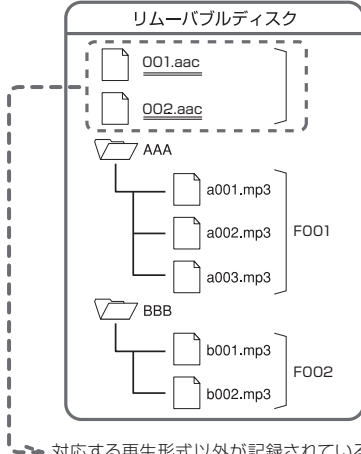 リムーバブルディスク
001.aac
002.aac
AAA
a001.mp3
a002.mp3
F001
a003.mp3
BBB
b001.mp3
F002
b002.mp3
対応する再生形式以外が記録されている